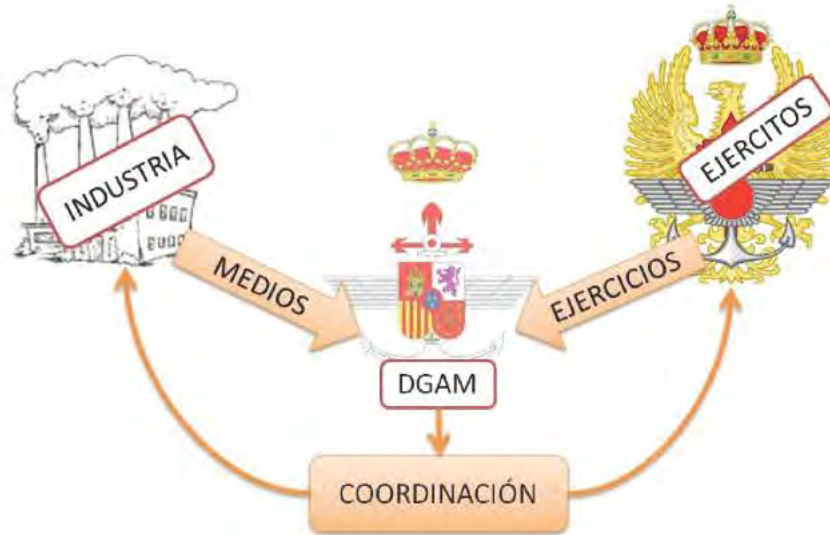 INDUSTRIA
EJERCITOS
MEDIOS
EJERCICIOS
DGAM
COORDINACIÓN